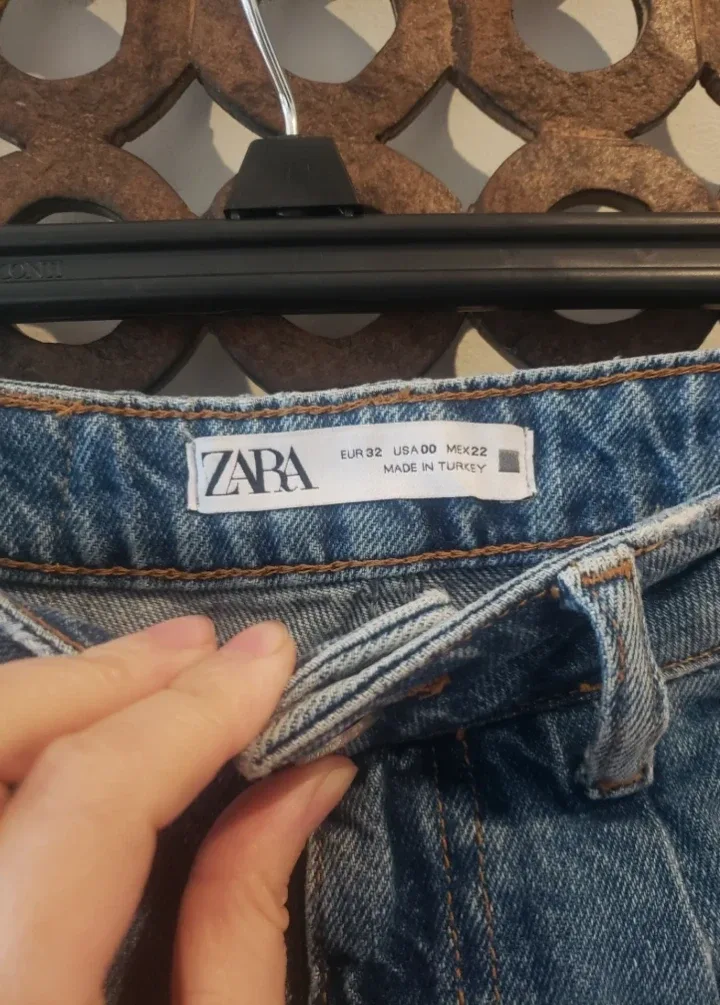 ZARA
EUR 32 USA 00 MEX 22
MADE IN TURKEY